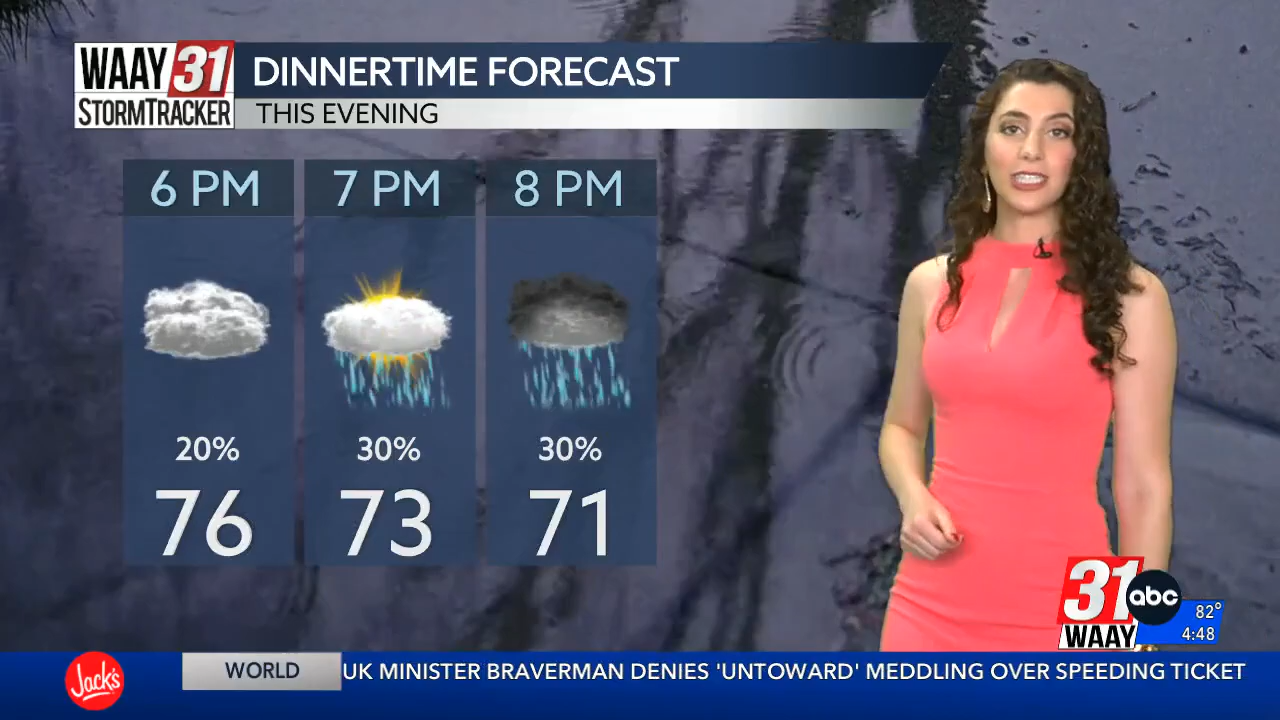 WAAY 31
STORMTRACKER
DINNERTIME FORECAST
THIS EVENING
6 PM
7 PM
8 PM
20%
30%
30%
76
73
71
31
abc
WAAY
82°
4:48
Jack's
WORLD
UK MINISTER BRAVERMAN DENIES 'UNTOWARD' MEDDLING OVER SPEEDING TICKET